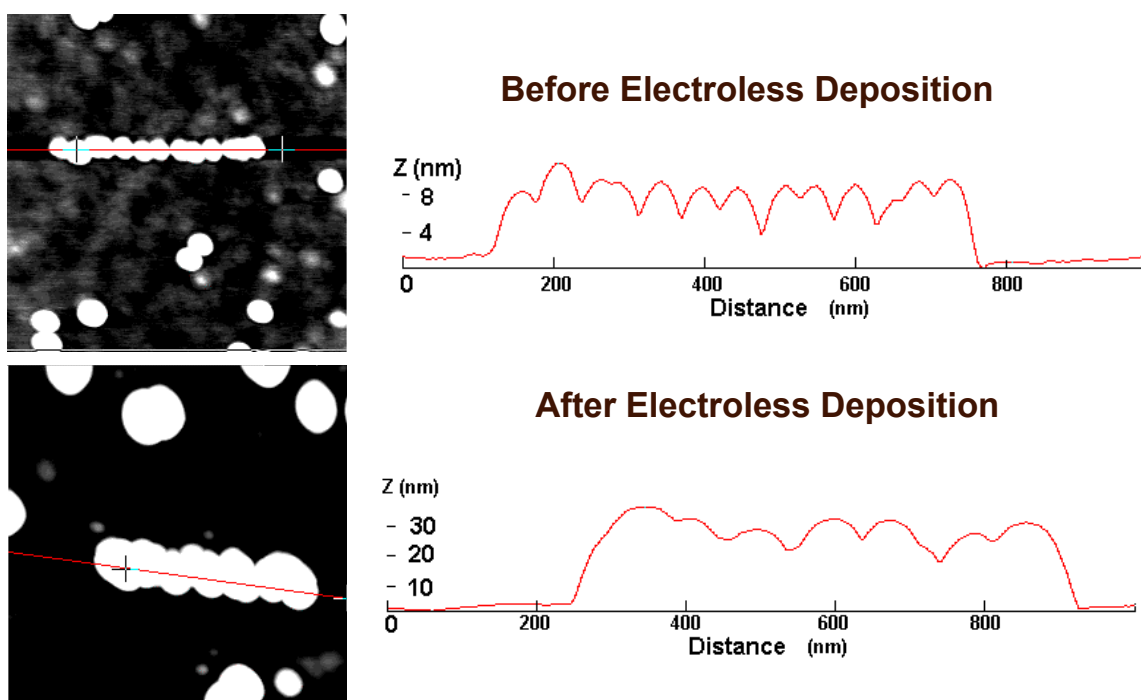 Before Electroless Deposition
Z (nm)
8
4
0 200 400 600 800
Distance (nm)
After Electroless Deposition
Z (nm)
30
20
10
0 200 400 600 800
Distance (nm)